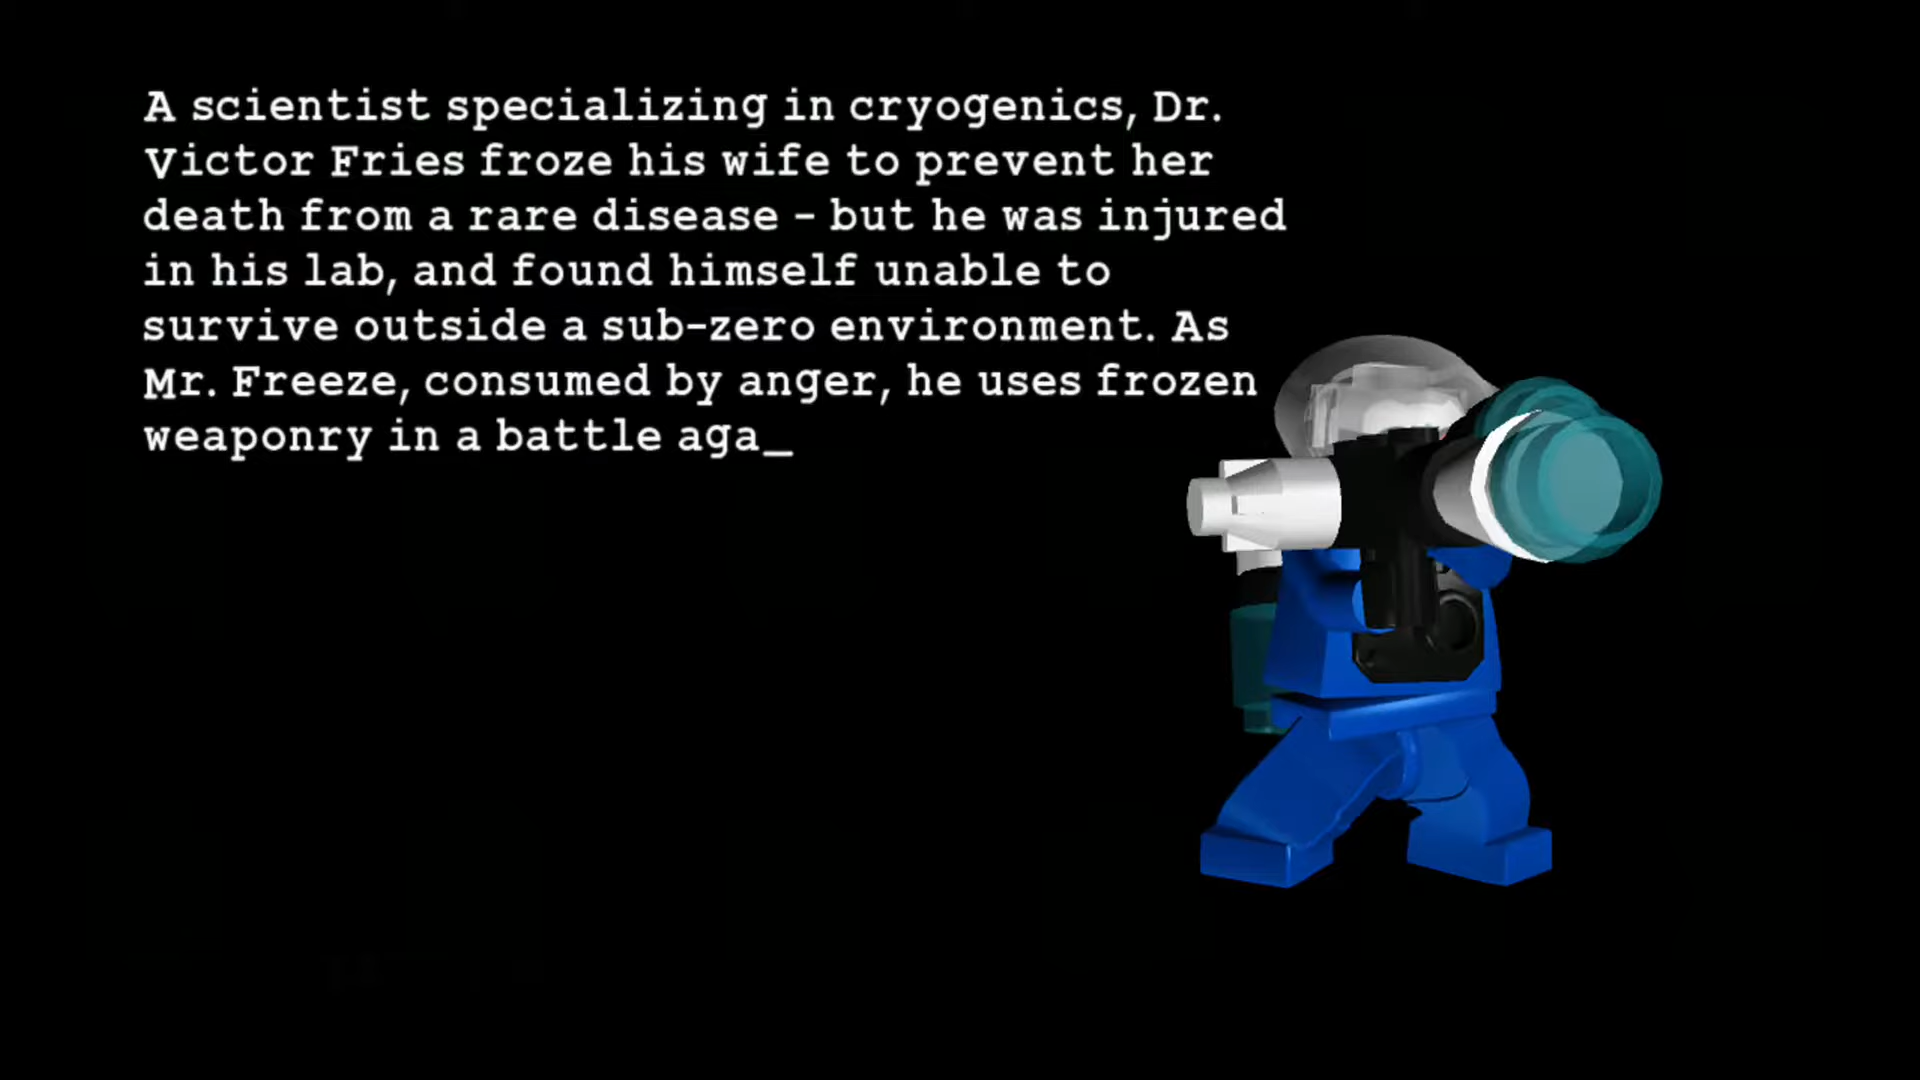 A scientist specializing in cryogenics, Dr.
Victor Fries froze his wife to prevent her
death from a rare disease - but he was injured
in his lab, and found himself unable to
survive outside a sub-zero environment. As
Mr. Freeze, consumed by anger, he uses frozen
weaponry in a battle aga_